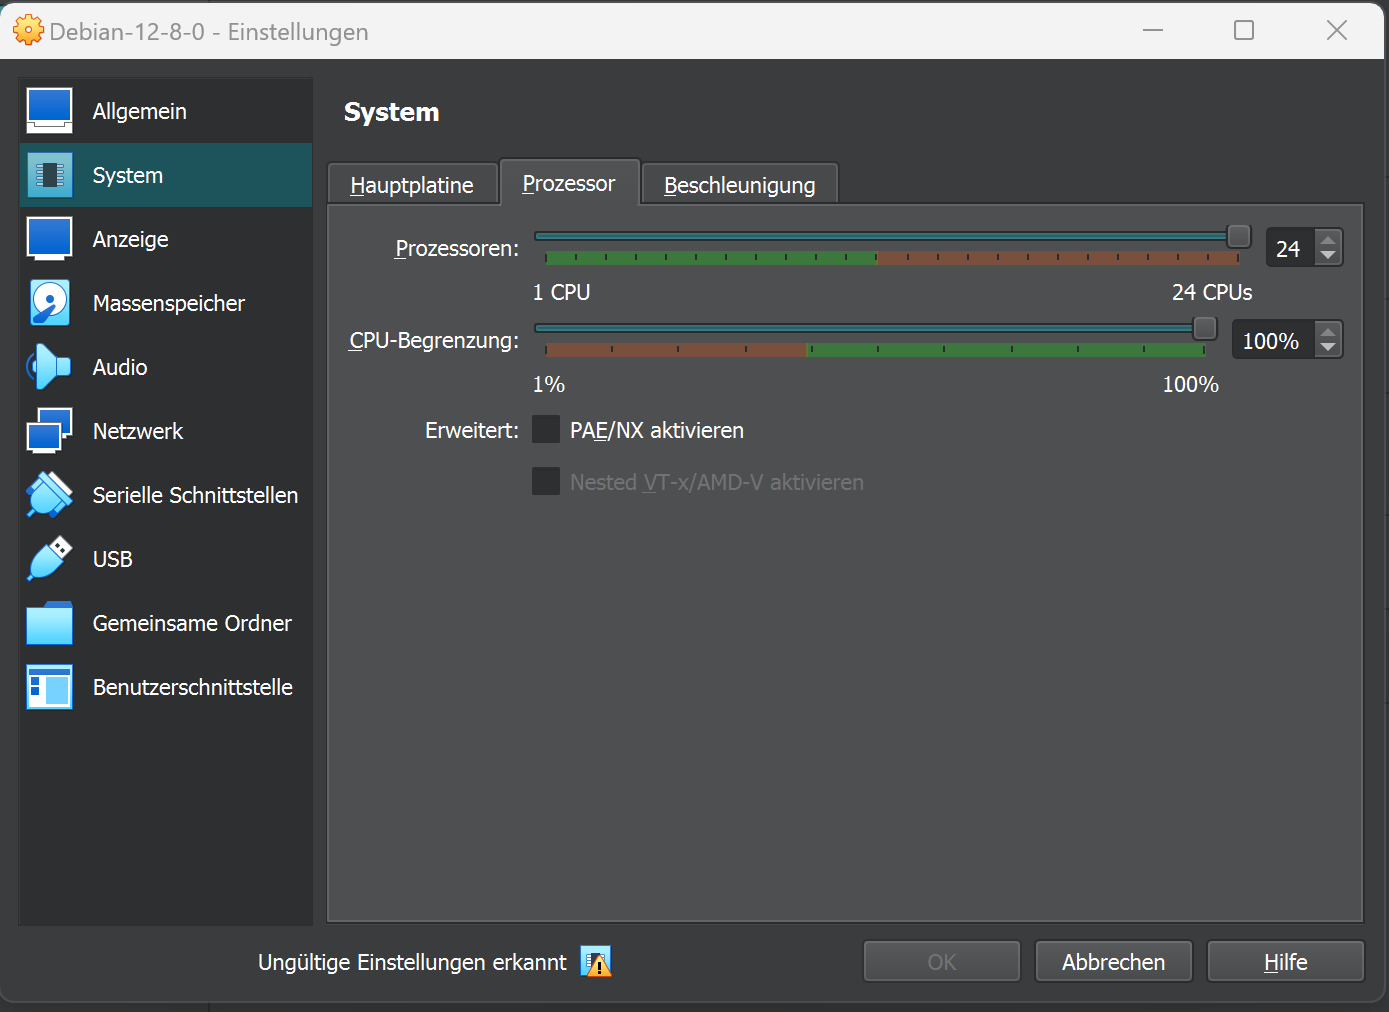 Debian-12-8-0 - Einstellungen
Allgemein
System
Anzeige
Massenspeicher
Audio
Netzwerk
Serielle Schnittstellen
USB
Gemeinsame Ordner
Benutzerschnittstelle
System
Hauptplatine Prozessor Beschleunigung
Prozessoren: 24
1 CPU 24 CPUs
CPU-Begrenzung: 100%
1% 100%
Erweitert: PAE/NX aktivieren
Nested VT-x/AMD-V aktivieren
Ungültige Einstellungen erkannt
OK Abbrechen Hilfe